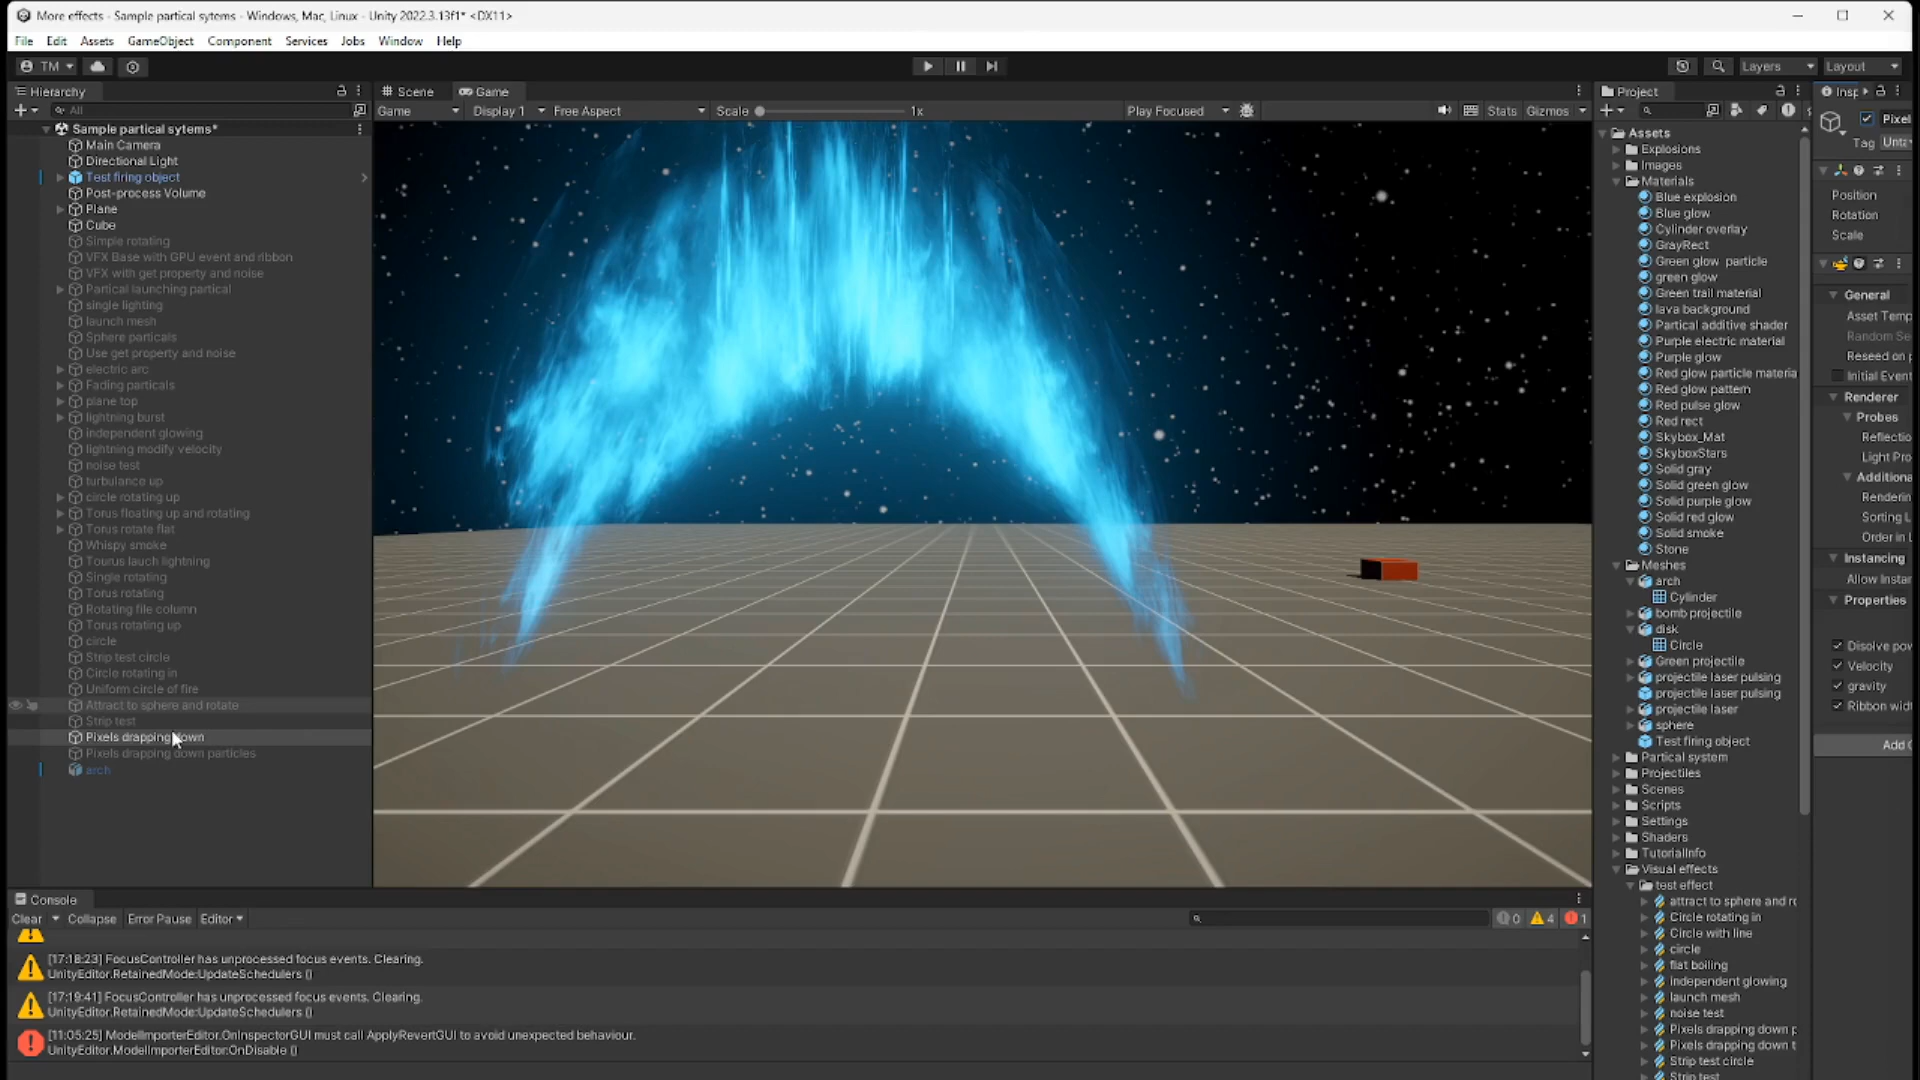 More effects - Sample partical sytems - Windows, Mac, Linux - Unity 2022.3.13f1* <DX11>
File Edit Assets GameObject Component Services Jobs Window Help
TM
Layers Layout
Hierarchy
All
Sample partical sytems*
Main Camera
Directional Light
Test firing object
Post-process Volume
Plane
Cube
Simple rotating
VFX Base with GPU event and ribbon
VFX with get property and noise
Partical launching partical
single lighting
launch mesh
Sphere particals
Use get property and noise
electric arc
Fading particals
plane top
lightning burst
independent glowing
lightning modify velocity
noise test
turbulance up
circle rotating up
Torus floating up and rotating
Torus rotate flat
Whispy smoke
Tourus lauch lightning
Single rotating
Torus rotating
Rotating file column
Torus rotating up
circle
Strip test circle
Circle rotating in
Uniform circle of fire
Attract to sphere and rotate
Strip test
Pixels drapping down
Pixels drapping down particles
arch
Scene Game
Game Display 1 Free Aspect Scale 1x Play Focused Stats Gizmos
Project
Assets
Explosions
Images
Materials
Blue explosion
Blue glow
Cylinder overlay
GrayRect
Green glow particle
green glow
Green trail material
lava background
Partical additive shader
Purple electric material
Purple glow
Red glow particle materia
Red glow pattern
Red pulse glow
Red rect
Skybox_Mat
SkyboxStars
Solid gray
Solid green glow
Solid purple glow
Solid red glow
Solid smoke
Stone
Meshes
arch
Cylinder
bomb projectile
disk
Circle
Green projectile
projectile laser pulsing
projectile laser pulsing
projectile laser
sphere
Test firing object
Partical system
Projectiles
Scenes
Scripts
Settings
Shaders
TutorialInfo
Visual effects
test effect
attract to sphere and ro
Circle rotating in
Circle with line
circle
flat boiling
independent glowing
launch mesh
noise test
Pixels drapping down p
Pixels drapping down t
Strip test circle
Strip test
Insp
Pixel
Tag Unta
Position
Rotation
Scale
General
Asset Temp
Random Se
Reseed on p
Initial Event
Renderer
Probes
Reflectio
Light Pro
Additiona
Renderin
Sorting L
Order in L
Instancing
Allow Instan
Properties
Dissolve pow
Velocity
gravity
Ribbon widt
Add C
Console
Clear Collapse Error Pause Editor 0 4 1
[17:18:23] FocusController has unprocessed focus events. Clearing.
UnityEditor.RetainedMode:UpdateSchedulers ()
[17:19:41] FocusController has unprocessed focus events. Clearing.
UnityEditor.RetainedMode:UpdateSchedulers ()
[11:05:25] ModelImporterEditor.OnInspectorGUI must call ApplyRevertGUI to avoid unexpected behaviour.
UnityEditor.ModelImporterEditor:OnDisable ()